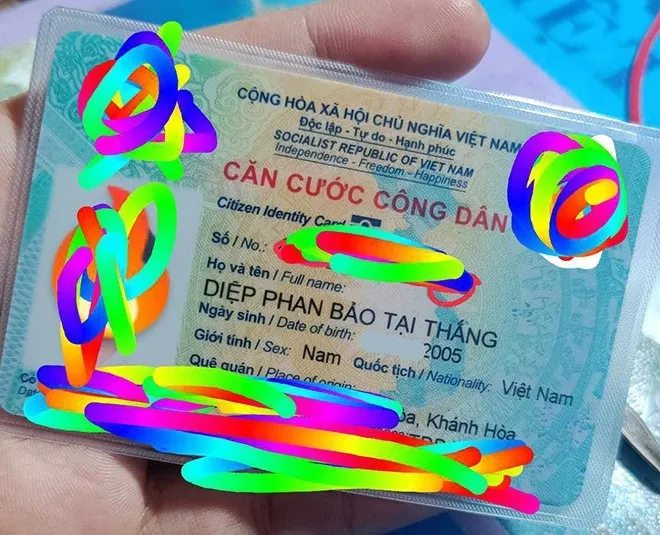 CỘNG HÒA XÃ HỘI CHỦ NGHĨA VIỆT NAM
Độc lập - Tự do - Hạnh phúc
SOCIALIST REPUBLIC OF VIET NAM
Independence - Freedom - Happiness
CĂN CƯỚC CÔNG DÂN
Citizen Identity Card
Số / No.:
Họ và tên / Full name:
DIỆP PHAN BẢO TẠI THẮNG
Ngày sinh / Date of birth: 2005
Giới tính / Sex: Nam Quốc tịch / Nationality: Việt Nam
Quê quán / Place of origin:
Khánh Hòa